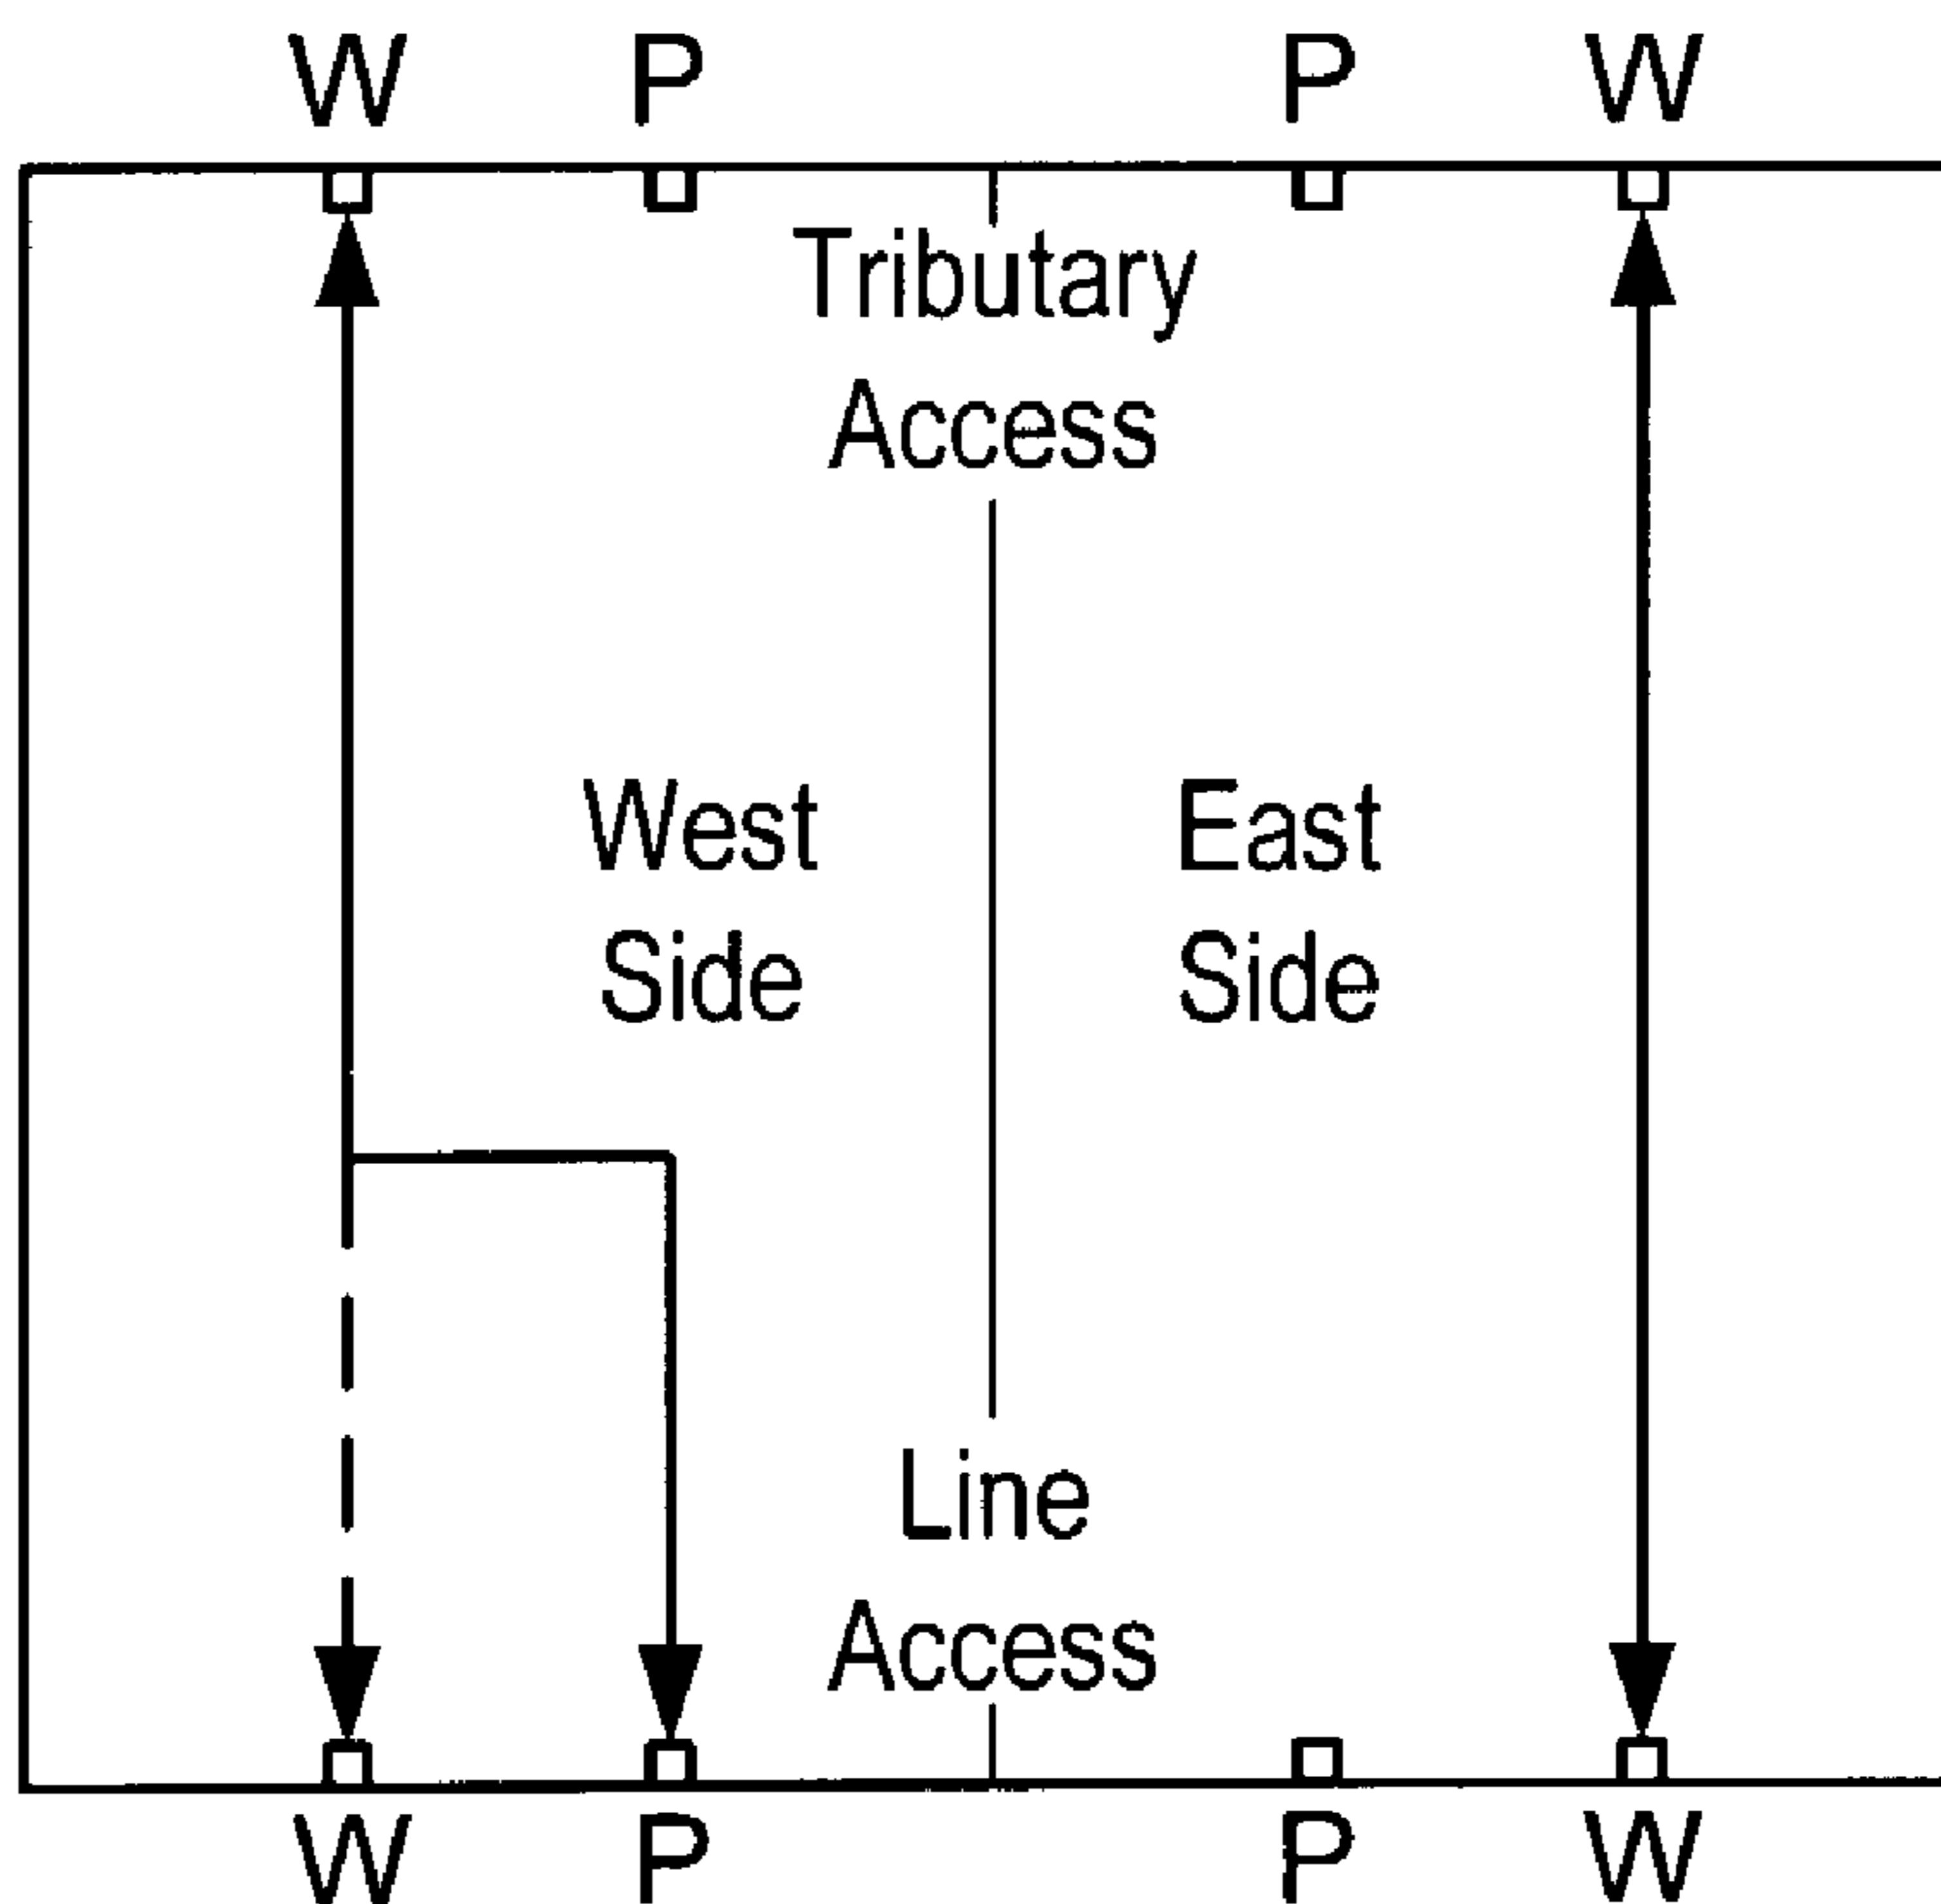 W P P W
Tributary
Access
West East
Side Side
Line
Access
W P P W